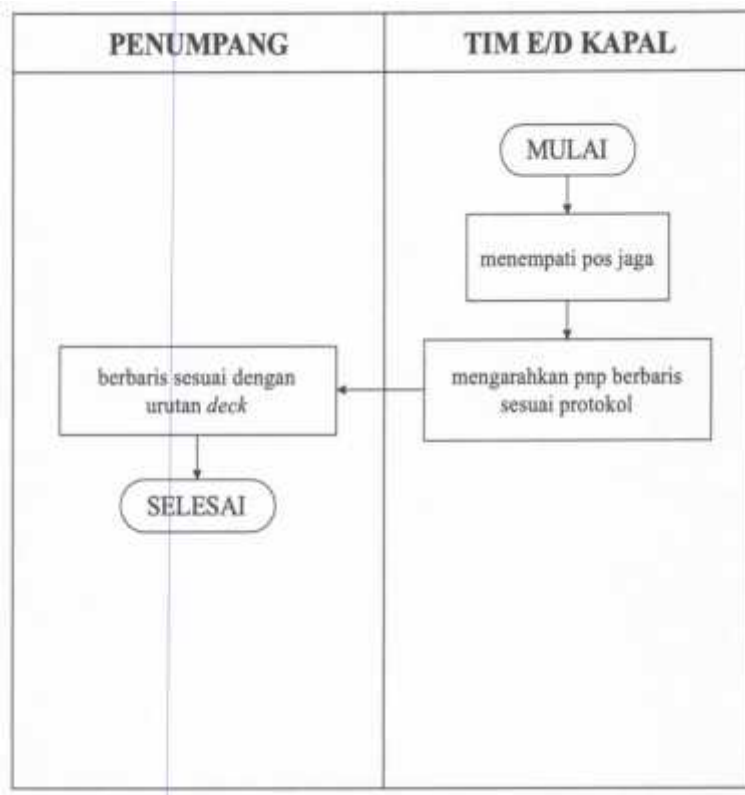 PENUMPANG
TIM E/D KAPAL
MULAI
menempati pos jaga
mengarahkan pnp berbaris
sesuai protokol
berbaris sesuai dengan
urutan deck
SELESAI